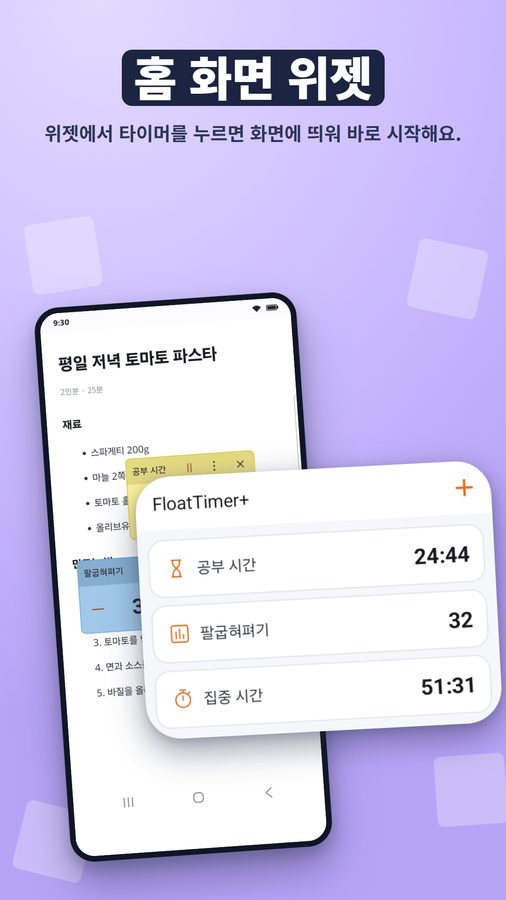 홈 화면 위젯
위젯에서 타이머를 누르면 화면에 띄워 바로 시작해요.
9:30
평일 저녁 토마토 파스타
2인분 · 25분
재료
• 스파게티 200g
• 마늘 2쪽
• 토마토
• 올리브유
공부 시간
팔굽혀펴기
3. 토마토를
4. 면과 소스
5. 바질을
FloatTimer+
공부 시간 24:44
팔굽혀펴기 32
집중 시간 51:31